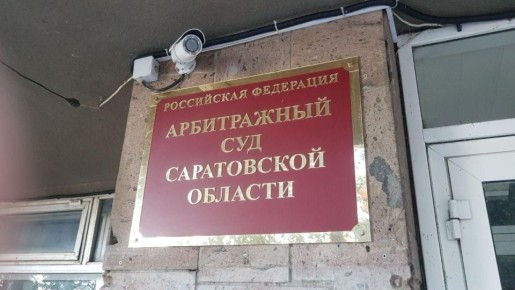 РОССИЙСКАЯ ФЕДЕРАЦИЯ
АРБИТРАЖНЫЙ
СУД
САРАТОВСКОЙ
ОБЛАСТИ